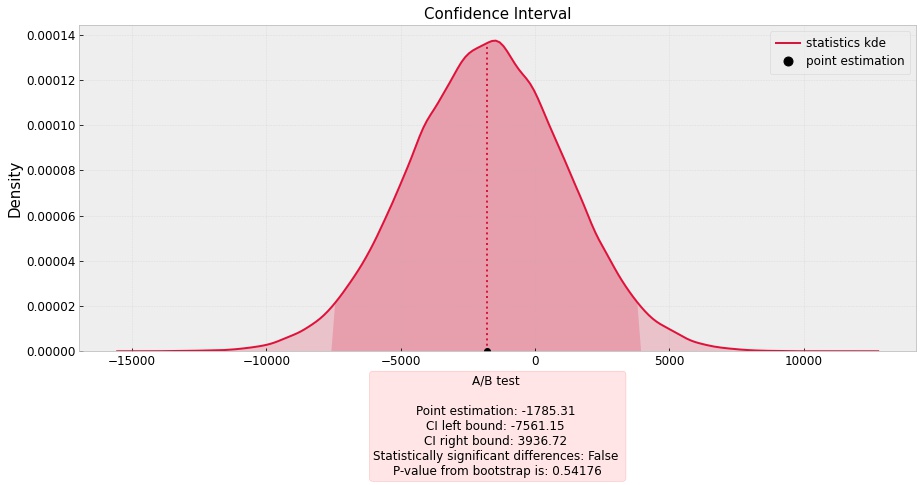 Confidence Interval
statistics kde
point estimation
Density
0.00014
0.00012
0.00010
0.00008
0.00006
0.00004
0.00002
0.00000
−15000 −10000 −5000 0 5000 10000
A/B test
Point estimation: -1785.31
CI left bound: -7561.15
CI right bound: 3936.72
Statistically significant differences: False
P-value from bootstrap is: 0.54176